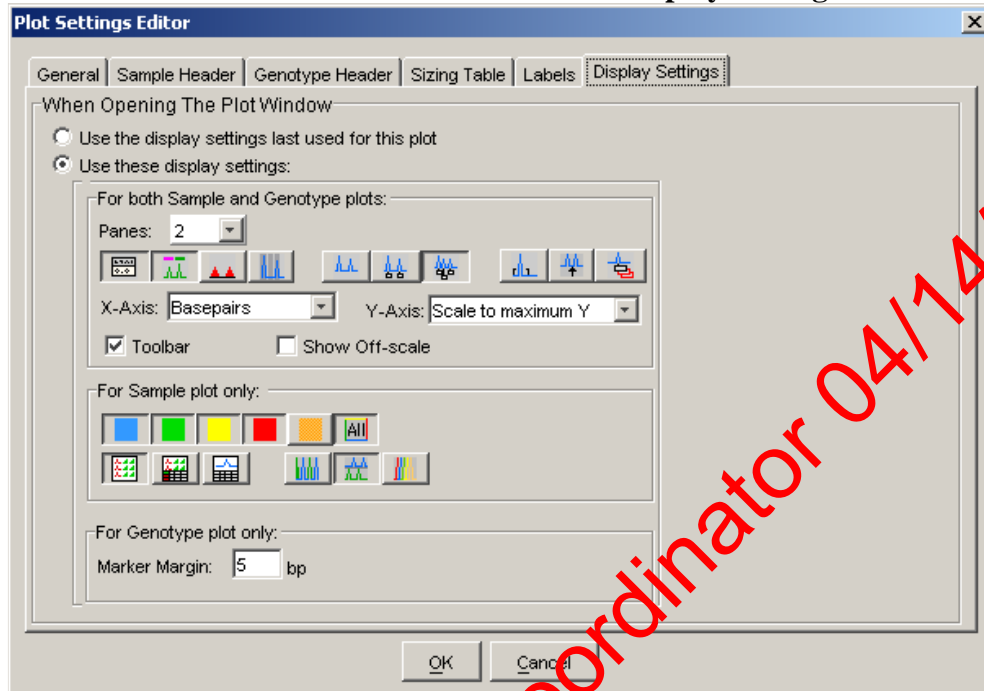 Plot Settings Editor
General Sample Header Genotype Header Sizing Table Labels Display Settings
When Opening The Plot Window
Use the display settings last used for this plot
Use these display settings:
For both Sample and Genotype plots:
Panes: 2
X-Axis: Basepairs Y-Axis: Scale to maximum Y
Toolbar Show Off-scale
For Sample plot only:
All
For Genotype plot only:
Marker Margin: 5 bp
OK Cancel